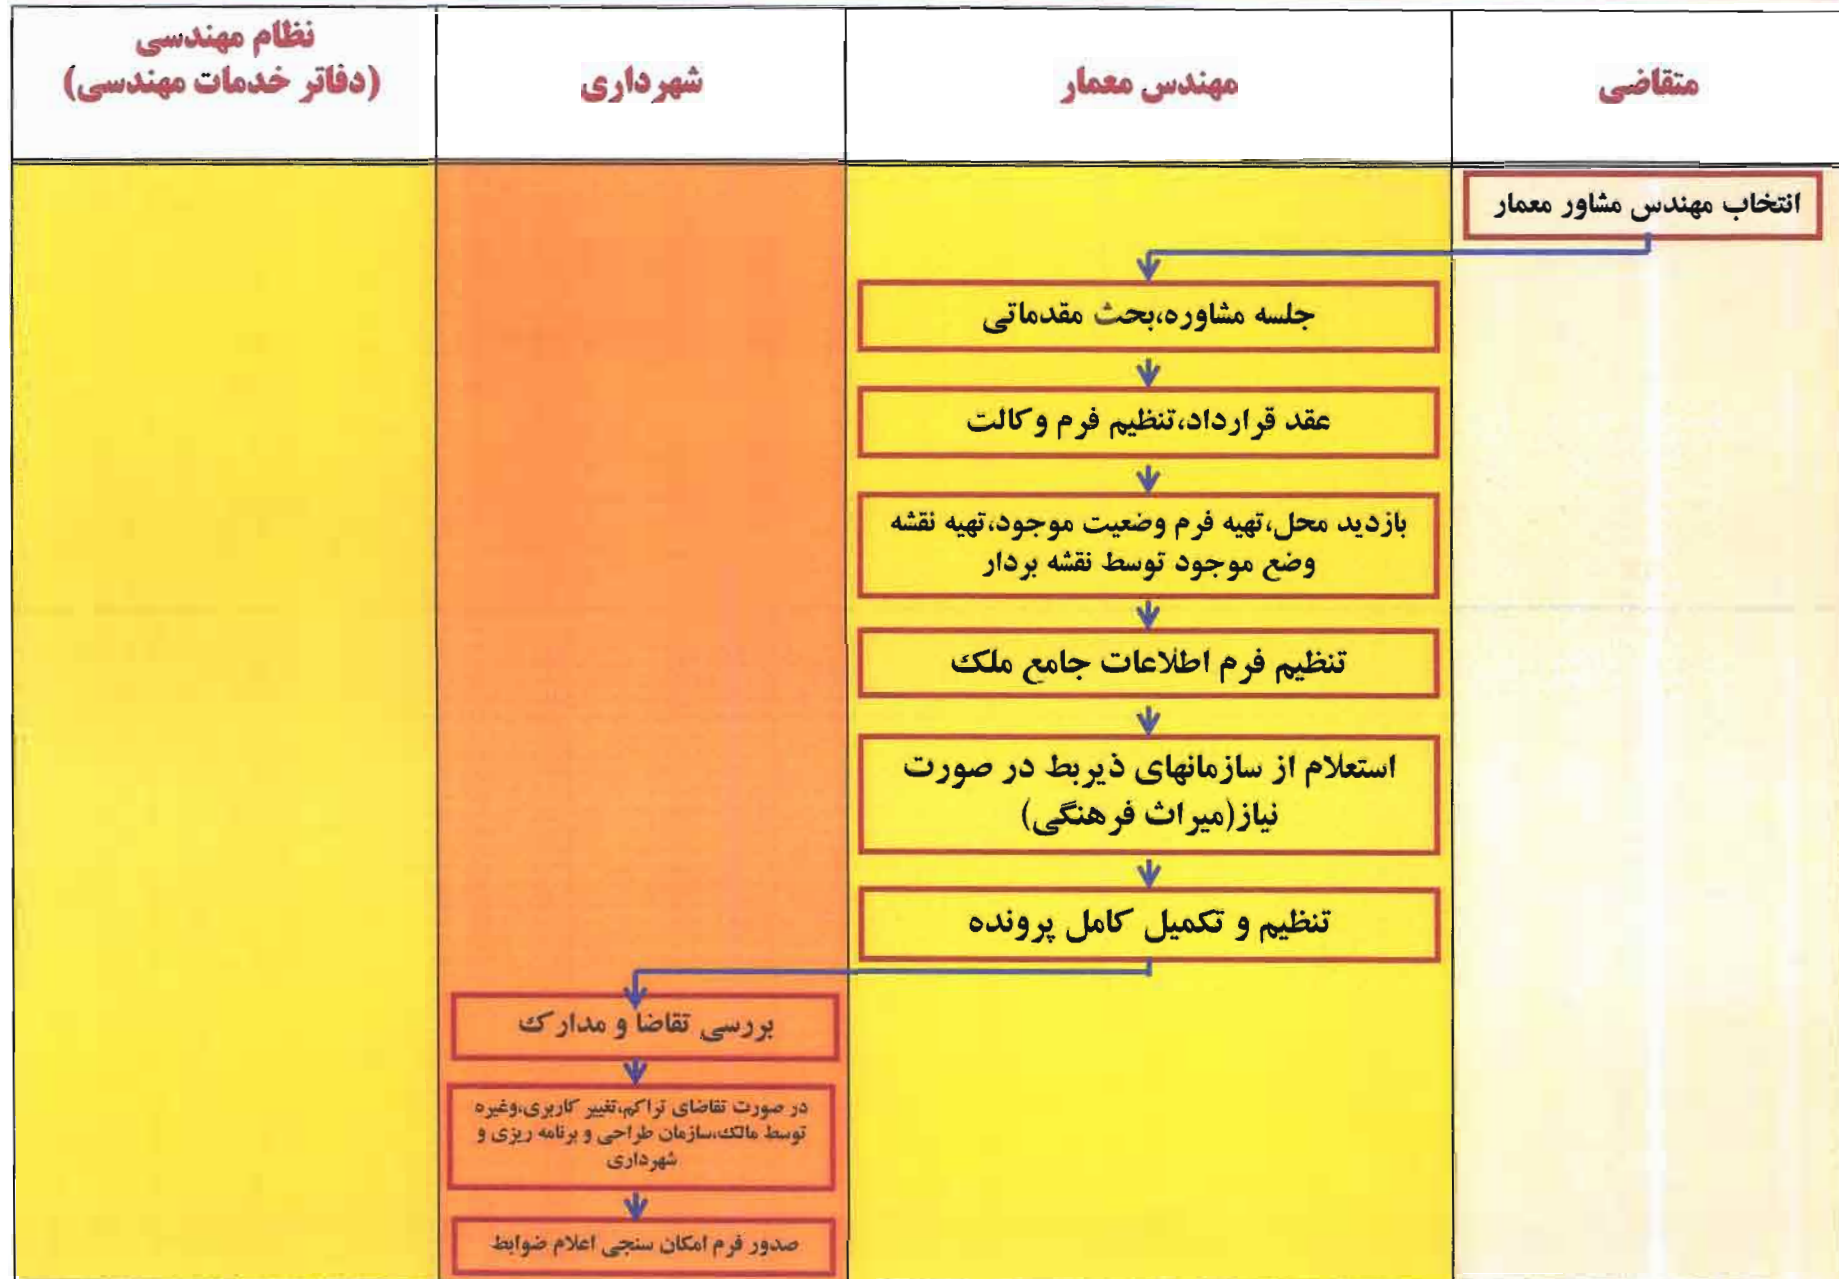 متقاضی
مهندس معمار
شهرداری
نظام مهندسی
(دفاتر خدمات مهندسی)
انتخاب مهندس مشاور معمار
جلسه مشاوره،بحث مقدماتی
عقد قرارداد،تنظیم فرم وکالت
بازدید محل،تهیه فرم وضعیت موجود،تهیه نقشه
وضع موجود توسط نقشه بردار
تنظیم فرم اطلاعات جامع ملک
استعلام از سازمانهای ذیربط در صورت
نیاز(میراث فرهنگی)
تنظیم و تکمیل کامل پرونده
بررسی تقاضا و مدارک
در صورت تقاضای تراکم،تغییر کاربری،وغیره
توسط مالک،سازمان طراحی و برنامه ریزی و
شهرداری
صدور فرم امکان سنجی اعلام ضوابط